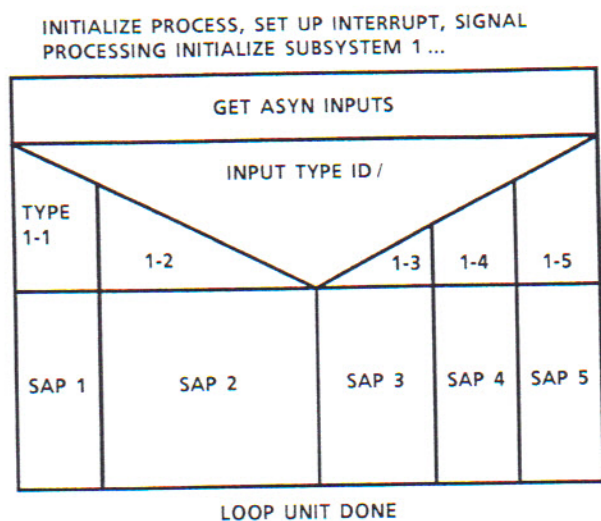 INITIALIZE PROCESS, SET UP INTERRUPT, SIGNAL
PROCESSING INITIALIZE SUBSYSTEM 1 ...
GET ASYN INPUTS
INPUT TYPE ID /
TYPE
1-1
1-2
1-3
1-4
1-5
SAP 1
SAP 2
SAP 3
SAP 4
SAP 5
LOOP UNIT DONE